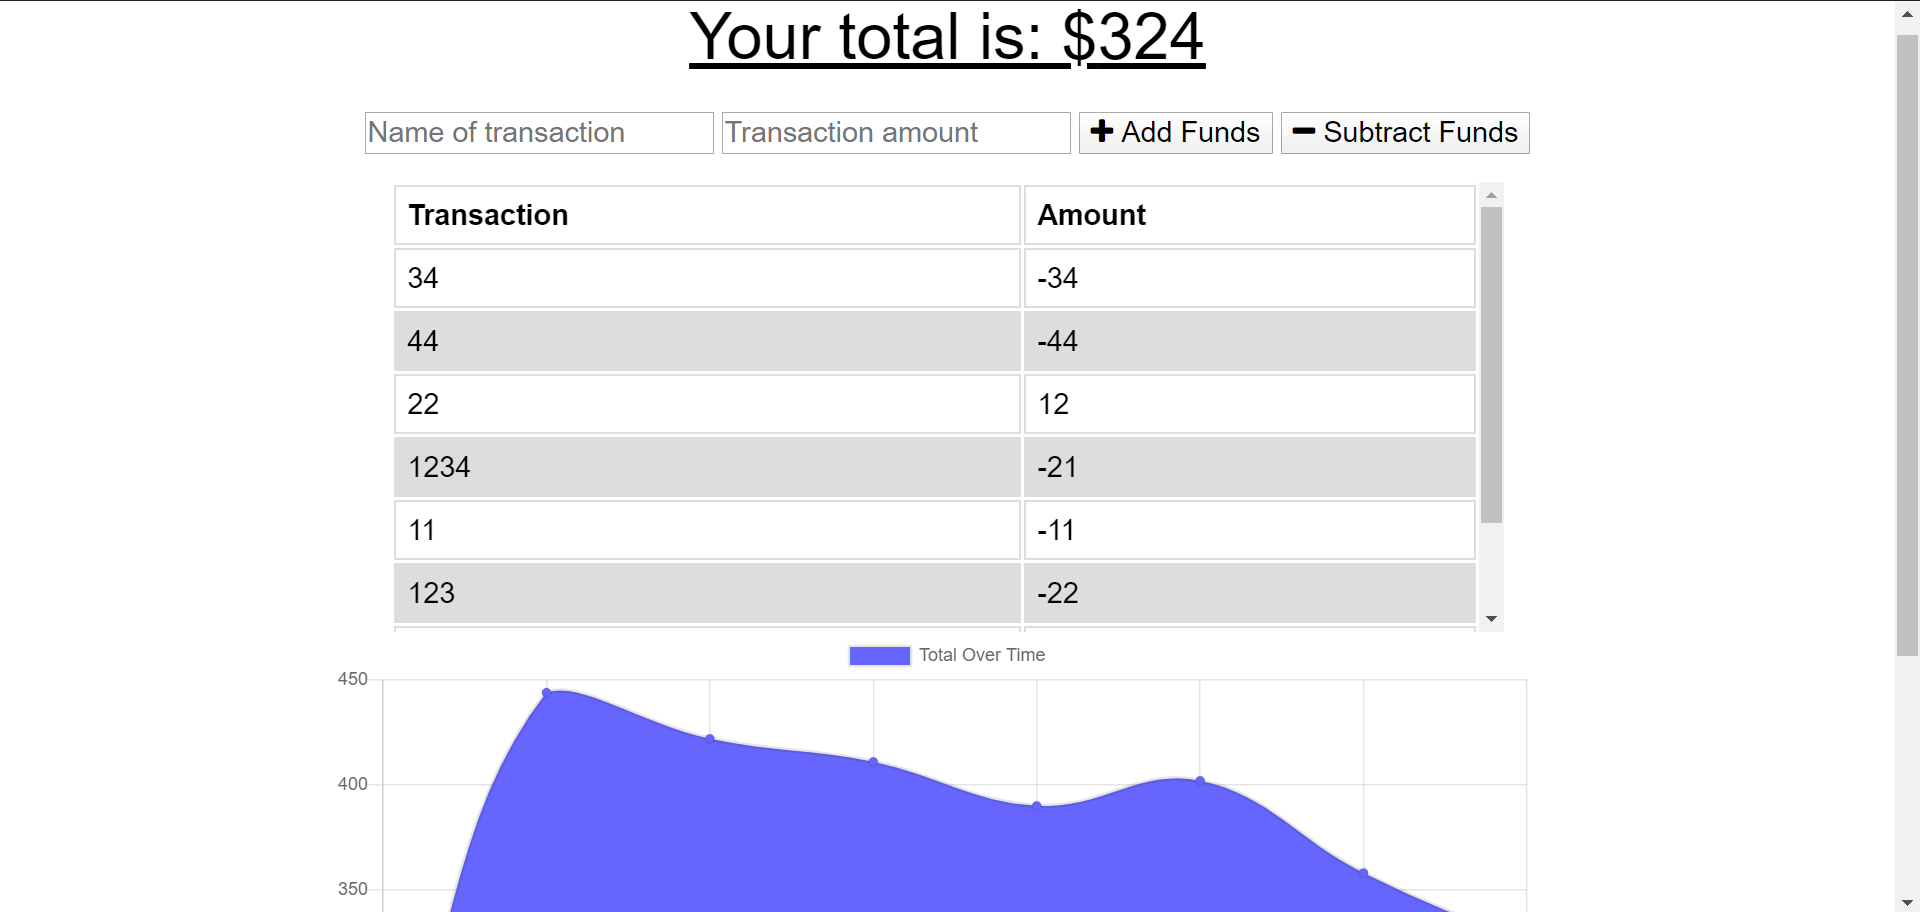 Your total is: $324
Name of transaction Transaction amount Add Funds Subtract Funds
Transaction Amount
34 -34
44 -44
22 12
1234 -21
11 -11
123 -22
Total Over Time
450
400
350